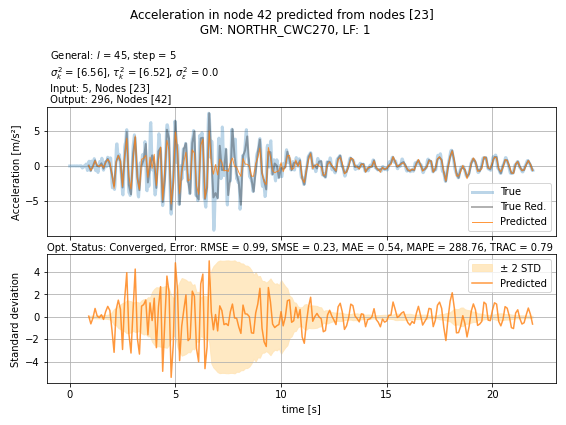 Acceleration in node 42 predicted from nodes [23]
GM: NORTHR_CWC270, LF: 1
General: l = 45, step = 5
σ²ₖ = [6.56], τ²ₖ = [6.52], σ²ₑ = 0.0
Input: 5, Nodes [23]
Output: 296, Nodes [42]
Acceleration [m/s²]
5
0
−5
True
True Red.
Predicted
Opt. Status: Converged, Error: RMSE = 0.99, SMSE = 0.23, MAE = 0.54, MAPE = 288.76, TRAC = 0.79
Standard deviation
4
2
0
−2
−4
± 2 STD
Predicted
0 5 10 15 20
time [s]